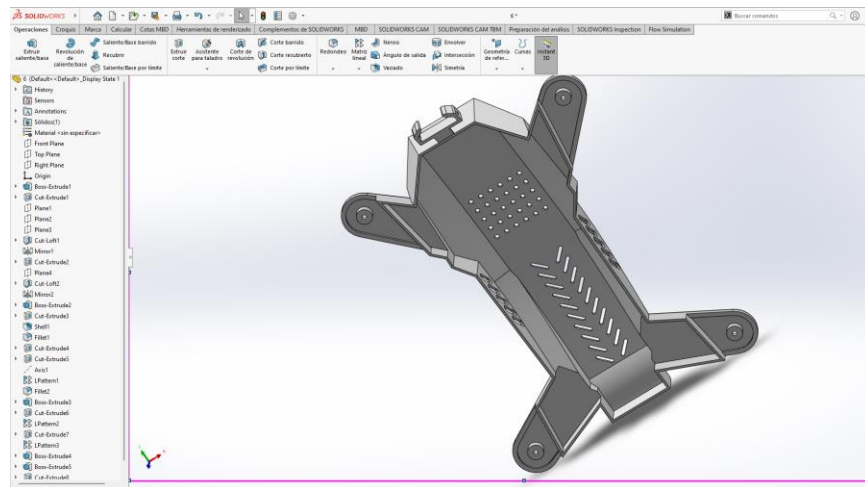 SOLIDWORKS
6 *
Buscar comandos
Operaciones Croquis Marca Calcular Cotas MBD Herramientas de renderizado Complementos de SOLIDWORKS MBD SOLIDWORKS CAM SOLIDWORKS CAM TBM Preparación del análisis SOLIDWORKS Inspection Flow Simulation
Extruir saliente/base
Revolución de saliente/base
Saliente/Base barrido
Recubrir
Saliente/Base por límite
Extruir corte
Asistente para taladro
Corte de revolución
Corte barrido
Corte recubierto
Corte por límite
Redondeo
Matriz lineal
Nervio
Ángulo de salida
Vaciado
Envolver
Intersección
Simetría
Geometría de refer...
Curvas
Instant 3D
6 (Default<<Default>_Display State 1
History
Sensors
Annotations
Sólidos(1)
Material <sin especificar>
Front Plane
Top Plane
Right Plane
Origin
Boss-Extrude1
Cut-Extrude1
Plane1
Plane2
Plane3
Cut-Loft1
Mirror1
Cut-Extrude2
Plane4
Cut-Loft2
Mirror2
Boss-Extrude2
Cut-Extrude3
Shell1
Fillet1
Cut-Extrude4
Cut-Extrude5
Axis1
LPattern1
Fillet2
Boss-Extrude3
Cut-Extrude6
LPattern2
Cut-Extrude7
LPattern3
Boss-Extrude4
Boss-Extrude5
Cut-Extrude8